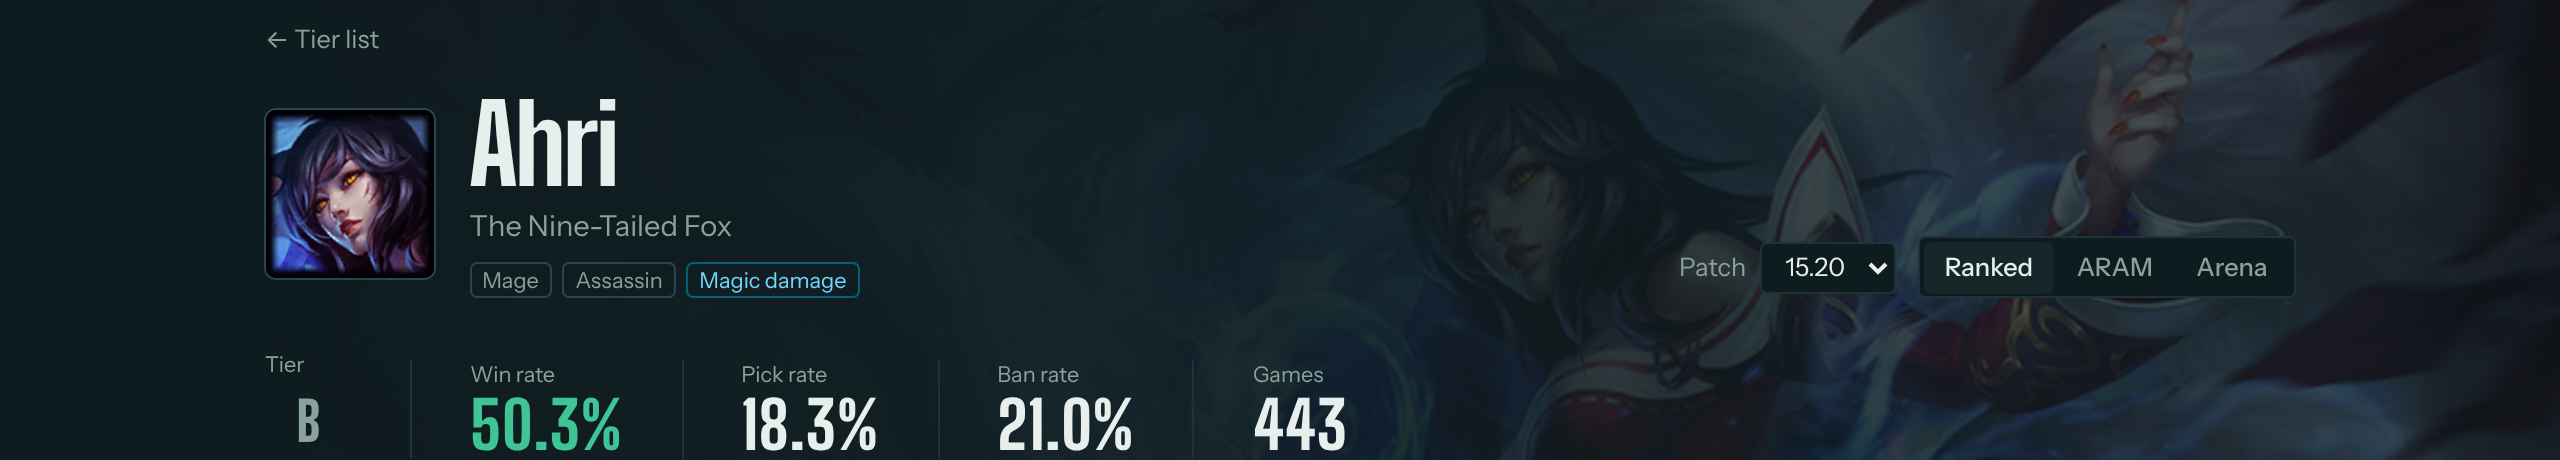 ← Tier list
Ahri
The Nine-Tailed Fox
Mage Assassin Magic damage
Patch 15.20 Ranked ARAM Arena
Tier Win rate Pick rate Ban rate Games
B 50.3% 18.3% 21.0% 443